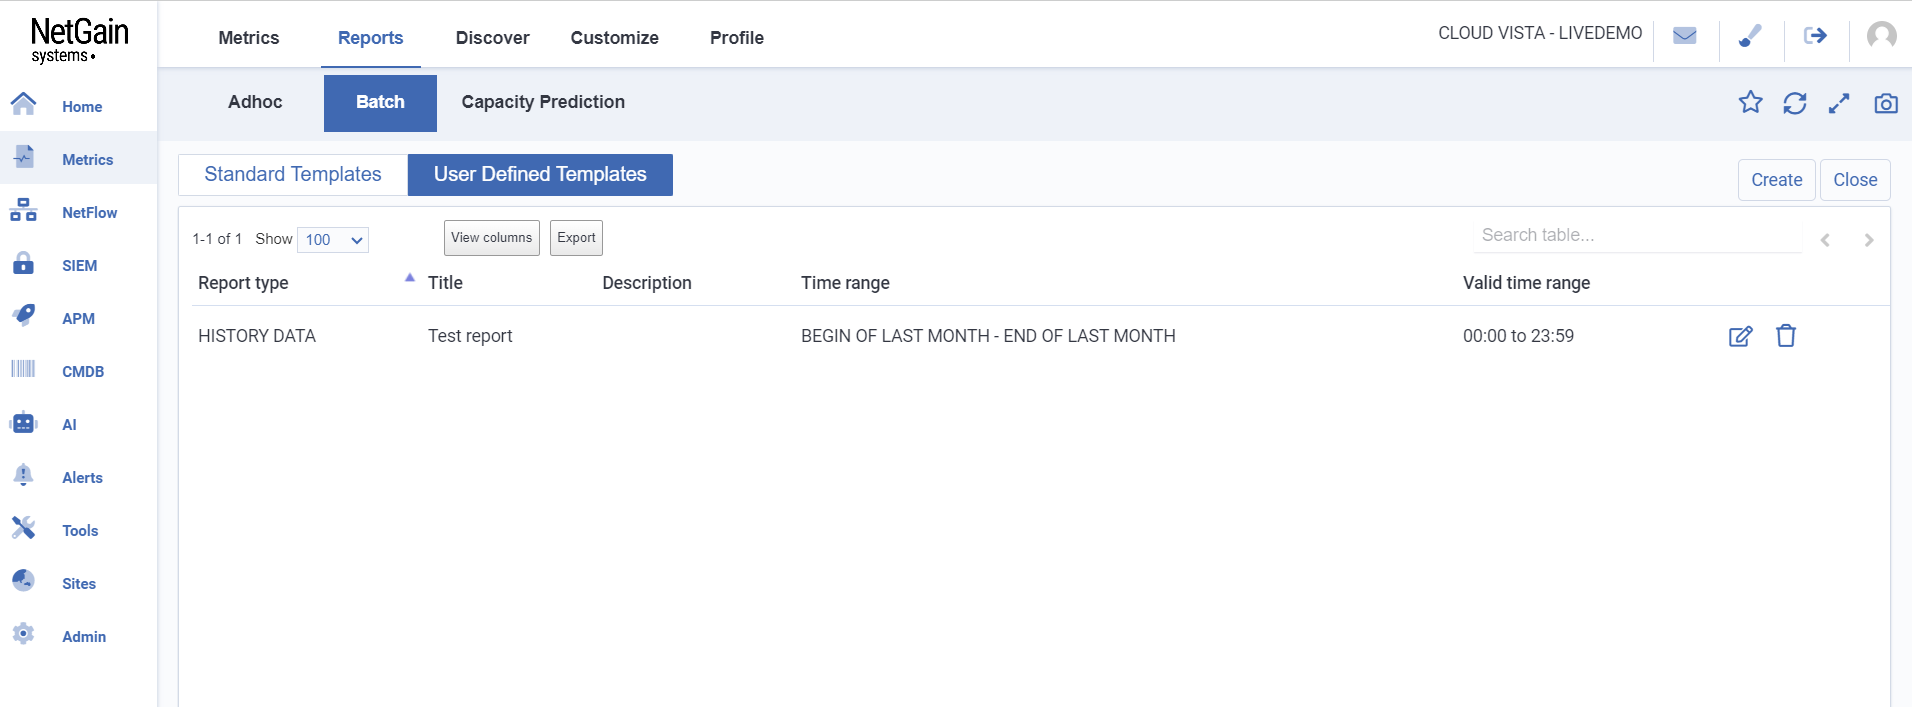 NetGain
systems
Home
Metrics
NetFlow
SIEM
APM
CMDB
AI
Alerts
Tools
Sites
Admin
Metrics Reports Discover Customize Profile
CLOUD VISTA - LIVEDEMO
Adhoc Batch Capacity Prediction
Standard Templates User Defined Templates
Create Close
1-1 of 1 Show 100 View columns Export Search table...
Report type Title Description Time range Valid time range
HISTORY DATA Test report BEGIN OF LAST MONTH - END OF LAST MONTH 00:00 to 23:59